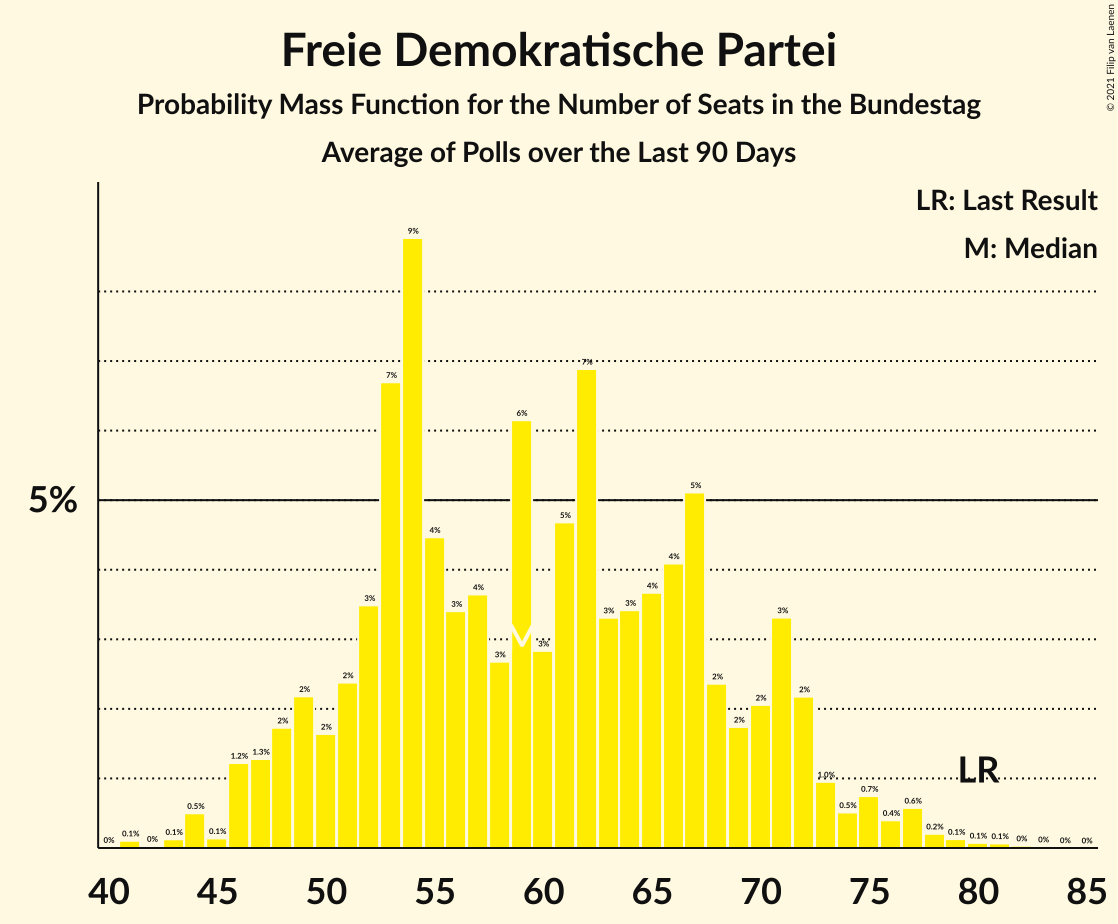 Freie Demokratische Partei
Probability Mass Function for the Number of Seats in the Bundestag
Average of Polls over the Last 90 Days
© 2021 Filip van Laenen
LR: Last Result
M: Median
5%
0% 0.1% 0% 0.1% 0.5% 0.1% 1.2% 1.3% 2% 2% 2% 2% 3% 7% 9% 4% 3% 4% 3% 6% 3% 5% 7% 3% 3% 4% 4% 5% 2% 2% 2% 3% 2% 1.0% 0.5% 0.7% 0.4% 0.6% 0.2% 0.1% 0.1% 0.1% 0% 0% 0% 0%
LR
40 45 50 55 60 65 70 75 80 85